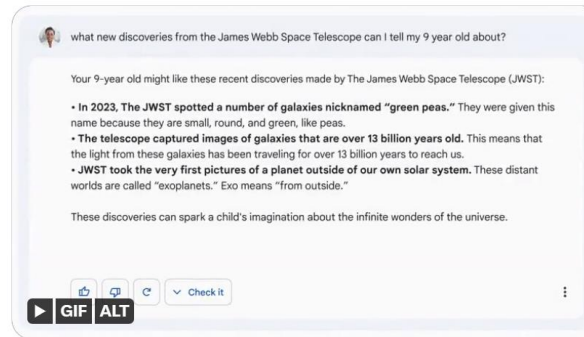 what new discoveries from the James Webb Space Telescope can I tell my 9 year old about?
Your 9-year old might like these recent discoveries made by The James Webb Space Telescope (JWST):
• In 2023, The JWST spotted a number of galaxies nicknamed “green peas.” They were given this
name because they are small, round, and green, like peas.
• The telescope captured images of galaxies that are over 13 billion years old. This means that
the light from these galaxies has been traveling for over 13 billion years to reach us.
• JWST took the very first pictures of a planet outside of our own solar system. These distant
worlds are called “exoplanets.” Exo means “from outside.”
These discoveries can spark a child's imagination about the infinite wonders of the universe.
Check it
GIF ALT